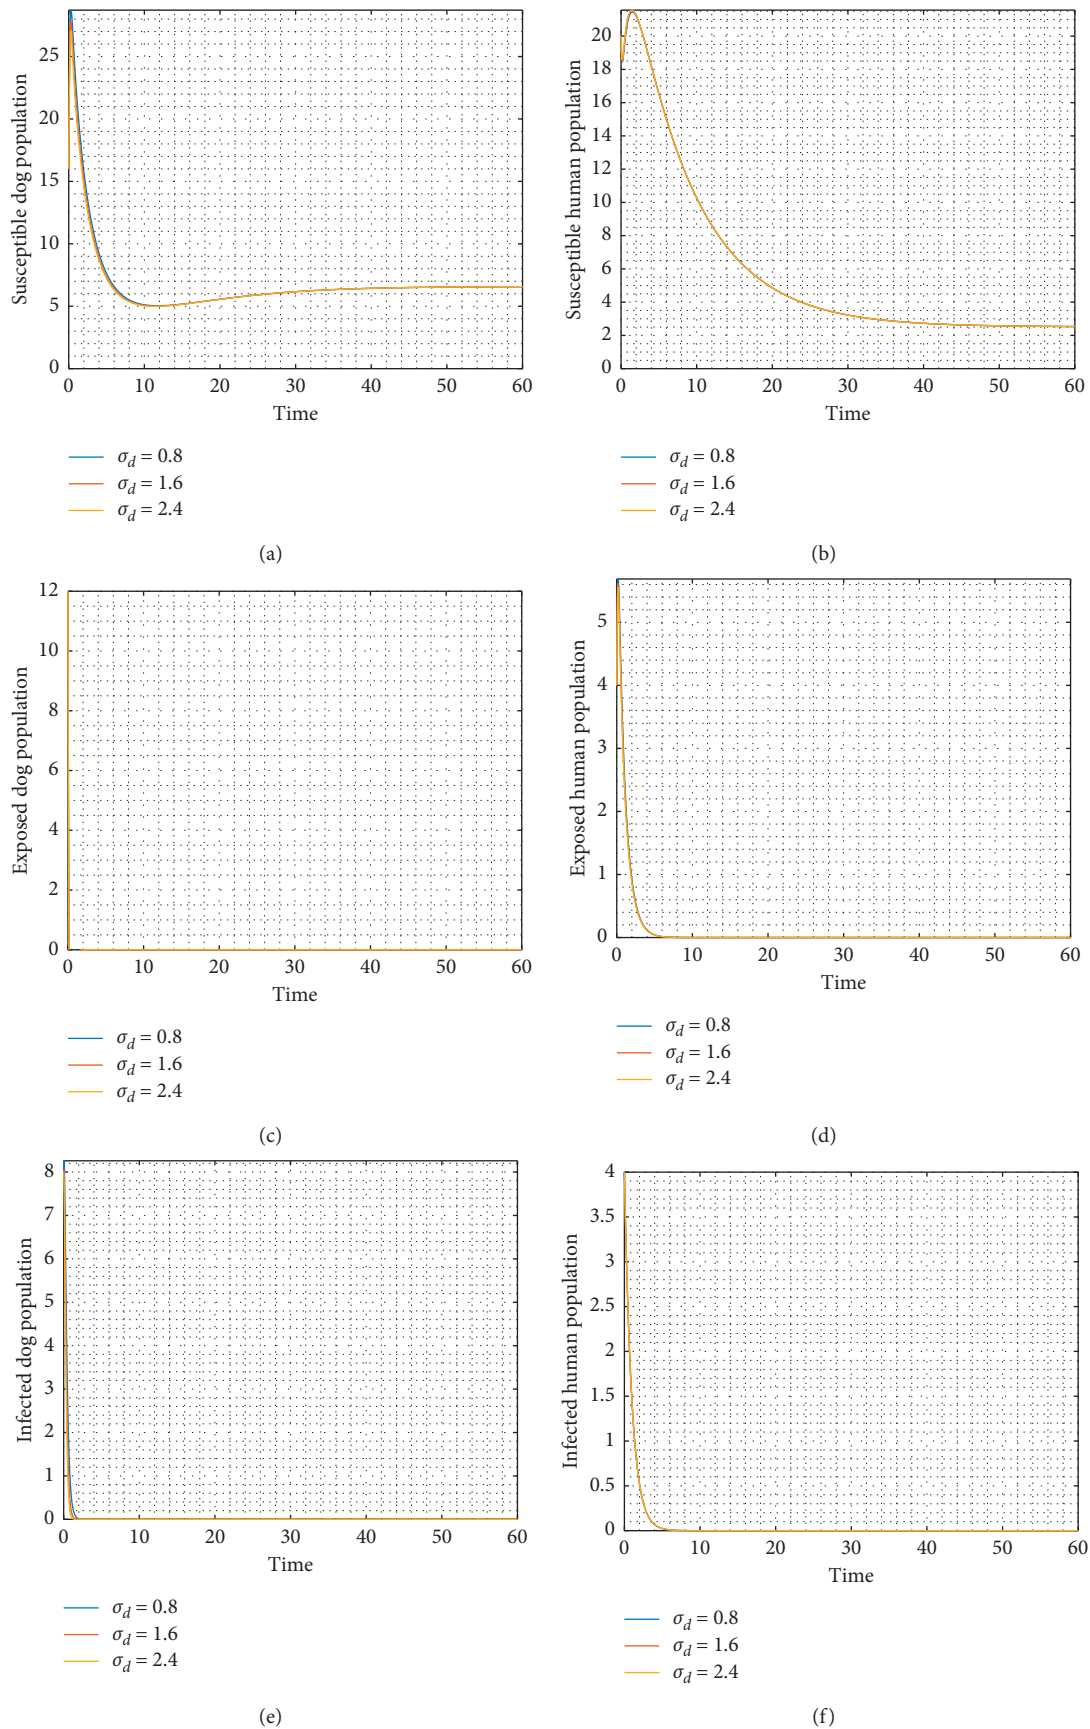 Susceptible dog population
25
20
15
10
5
0
0 10 20 30 40 50 60
Time
σd = 0.8
σd = 1.6
σd = 2.4
(a)
Susceptible human population
20
18
16
14
12
10
8
6
4
2
0
0 10 20 30 40 50 60
Time
σd = 0.8
σd = 1.6
σd = 2.4
(b)
Exposed dog population
12
10
8
6
4
2
0
0 10 20 30 40 50 60
Time
σd = 0.8
σd = 1.6
σd = 2.4
(c)
Exposed human population
5
4
3
2
1
0
0 10 20 30 40 50 60
Time
σd = 0.8
σd = 1.6
σd = 2.4
(d)
Infected dog population
8
7
6
5
4
3
2
1
0
0 10 20 30 40 50 60
Time
σd = 0.8
σd = 1.6
σd = 2.4
(e)
Infected human population
4
3.5
3
2.5
2
1.5
1
0.5
0
0 10 20 30 40 50 60
Time
σd = 0.8
σd = 1.6
σd = 2.4
(f)